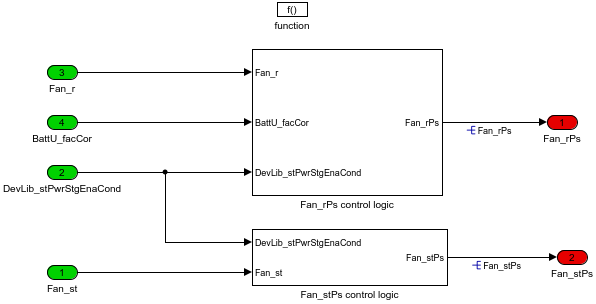 f()
function
3
Fan_r
Fan_r
4
BattU_facCor
BattU_facCor
Fan_rPs
Fan_rPs
1
Fan_rPs
2
DevLib_stPwrStgEnaCond
DevLib_stPwrStgEnaCond
Fan_rPs control logic
DevLib_stPwrStgEnaCond
Fan_stPs
Fan_stPs
2
Fan_stPs
1
Fan_st
Fan_st
Fan_stPs control logic